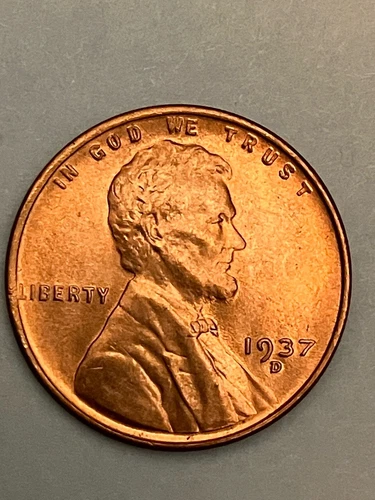 IN GOD WE TRUST
LIBERTY
1937
D